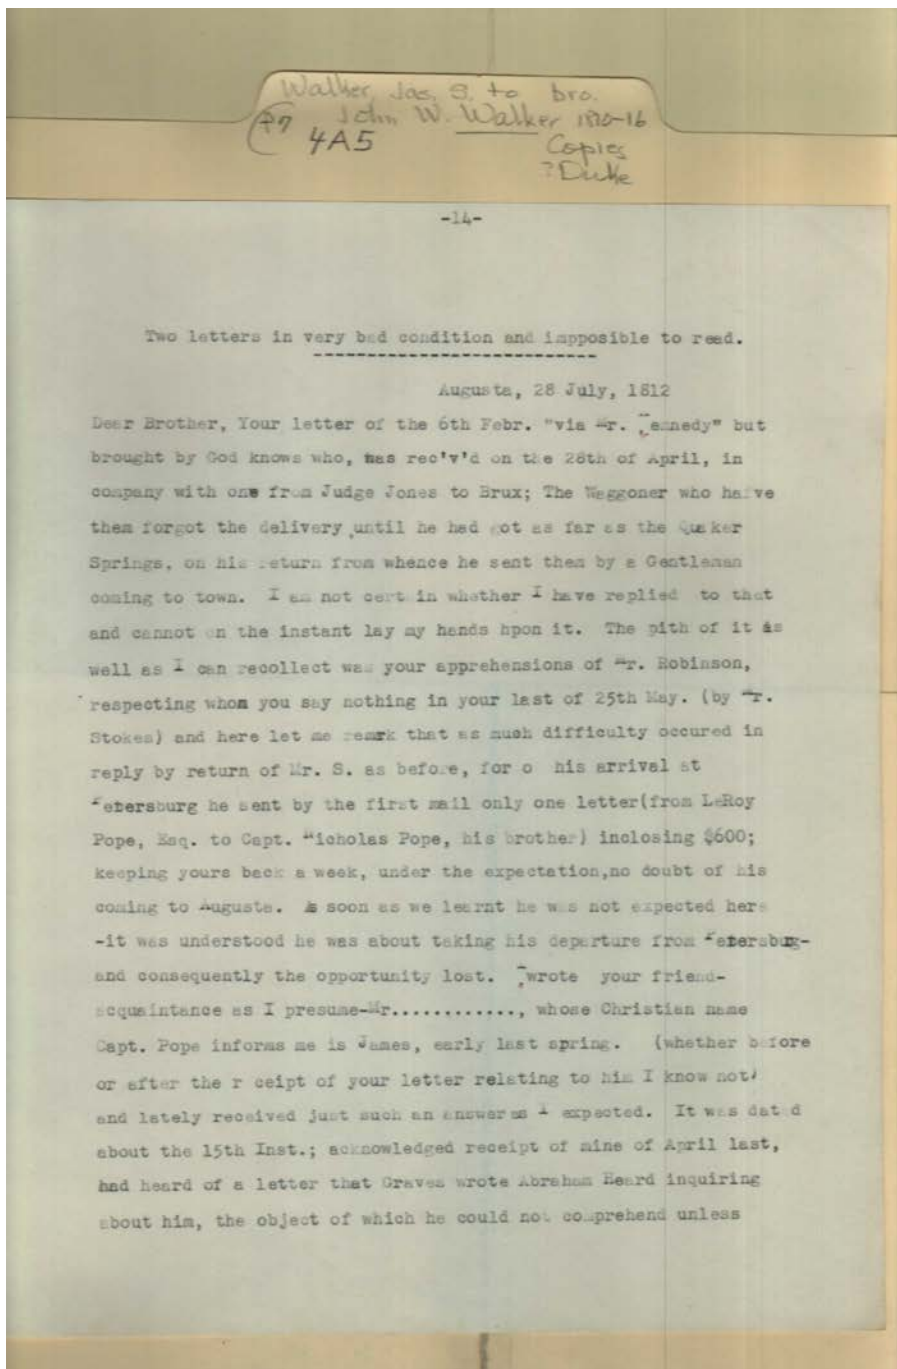 Walker, Jas. S. to bro.
John W. Walker 1810-16
4A5
Copies
? Duke
-14-
Two letters in very bad condition and impposible to read.
Augusta, 28 July, 1812
Dear Brother, Your letter of the 6th Febr. "via Mr. Kennedy" but
brought by God knows who, was rec'v'd on the 28th of April, in
company with one from Judge Jones to Brux; The Waggoner who ha ve
them forgot the delivery until he had got as far as the Quaker
Springs, on his return from whence he sent them by a Gentleman
coming to town. I am not certain whether I have replied to that
and cannot on the instant lay my hands hpon it. The pith of it as
well as I can recollect was your apprehensions of Mr. Robinson,
respecting whom you say nothing in your last of 25th May. (by Mr.
Stokes) and here let me remrk that as much difficulty occured in
reply by return of Mr. S. as before, for o his arrival at
Petersburg he sent by the first mail only one letter(from LeRoy
Pope, Esq. to Capt. Nicholas Pope, his brother) inclosing $600;
keeping yours back a week, under the expectation,no doubt of his
coming to Augusta. As soon as we learnt he was not expected here
-it was understood he was about taking his departure from Petersburg-
and consequently the opportunity lost. I wrote your friend-
acquaintance as I presume-Mr............., whose Christian name
Capt. Pope informs me is James, early last spring. (whether before
or after the r ceipt of your letter relating to him I know not)
and lately received just such an answer as I expected. It was dated
about the 15th Inst.; acknowledged receipt of mine of April last,
had heard of a letter that Graves wrote Abraham Heard inquiring
about him, the object of which he could not comprehend unless